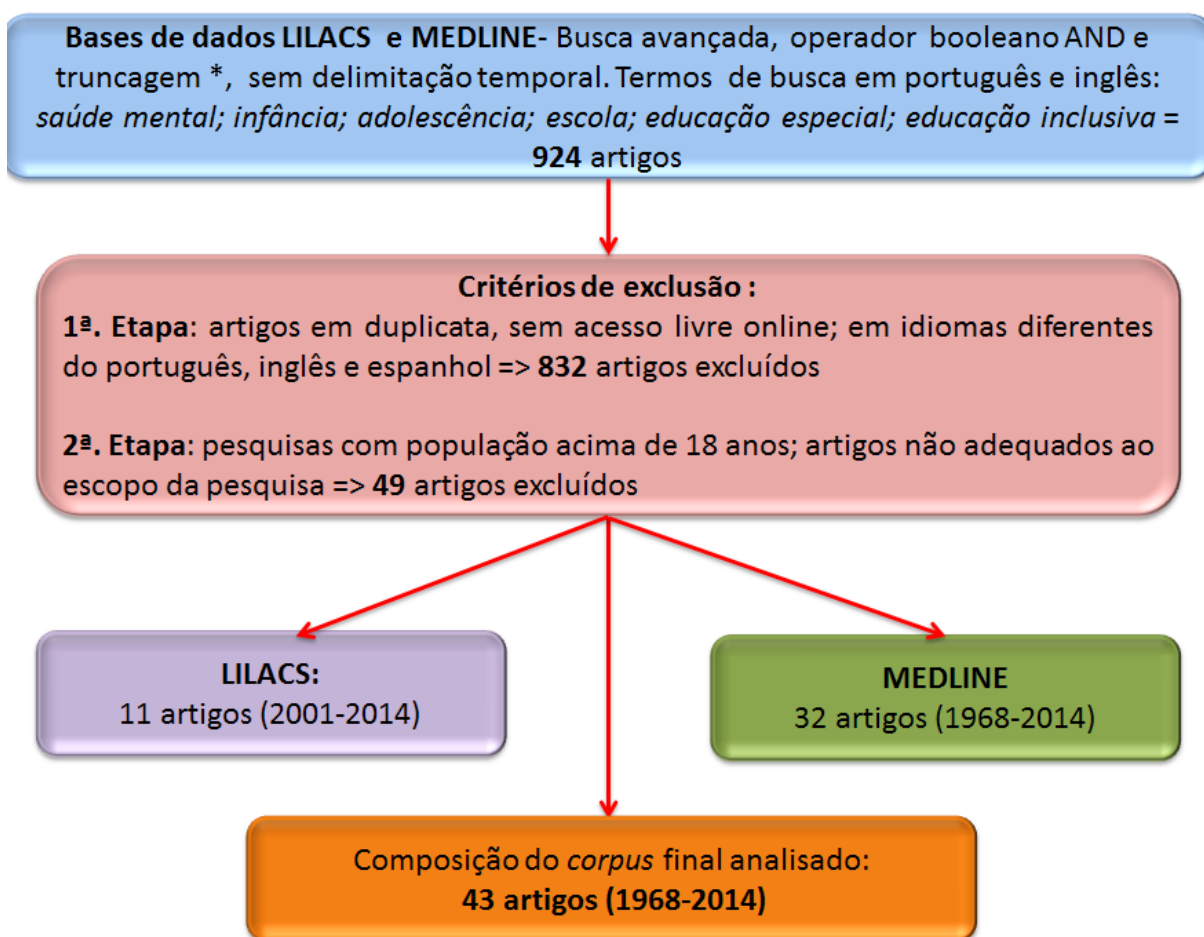 Bases de dados LILACS e MEDLINE- Busca avançada, operador booleano AND e
truncagem *, sem delimitação temporal. Termos de busca em português e inglês:
saúde mental; infância; adolescência; escola; educação especial; educação inclusiva =
924 artigos
Critérios de exclusão :
1ª. Etapa: artigos em duplicata, sem acesso livre online; em idiomas diferentes
do português, inglês e espanhol => 832 artigos excluídos
2ª. Etapa: pesquisas com população acima de 18 anos; artigos não adequados ao
escopo da pesquisa => 49 artigos excluídos
LILACS:
11 artigos (2001-2014)
MEDLINE
32 artigos (1968-2014)
Composição do corpus final analisado:
43 artigos (1968-2014)